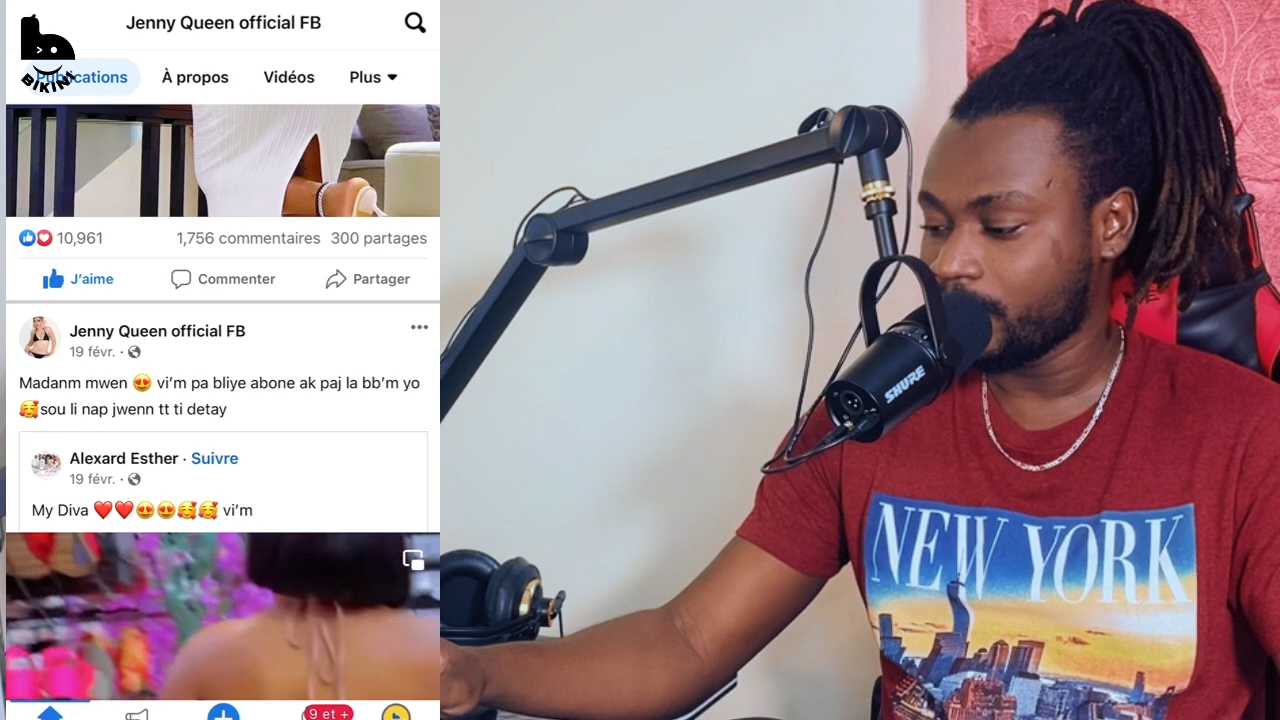 Jenny Queen official FB
BIKINI
Publications
À propos
Vidéos
Plus
10,961
1,756 commentaires
300 partages
J’aime
Commenter
Partager
Jenny Queen official FB
19 févr. ·
Madanm mwen 😍 vi’m pa bliye abone ak paj la bb’m yo
🥰sou li nap jwenn tt ti detay
Alexard Esther · Suivre
19 févr. ·
My Diva ❤️❤️😍😍🥰🥰 vi’m
9 et +
SHURE
NEW YORK